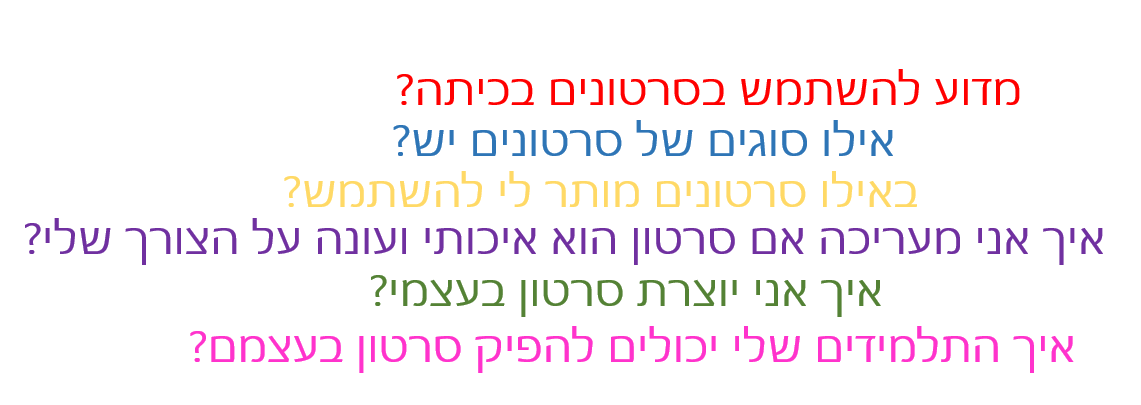 מדוע להשתמש בסרטונים בכיתה?
אילו סוגים של סרטונים יש?
באילו סרטונים מותר לי להשתמש?
איך אני מעריכה אם סרטון הוא איכותי ועונה על הצורך שלי?
איך אני יוצרת סרטון בעצמי?
איך התלמידים שלי יכולים להפיק סרטון בעצמם?